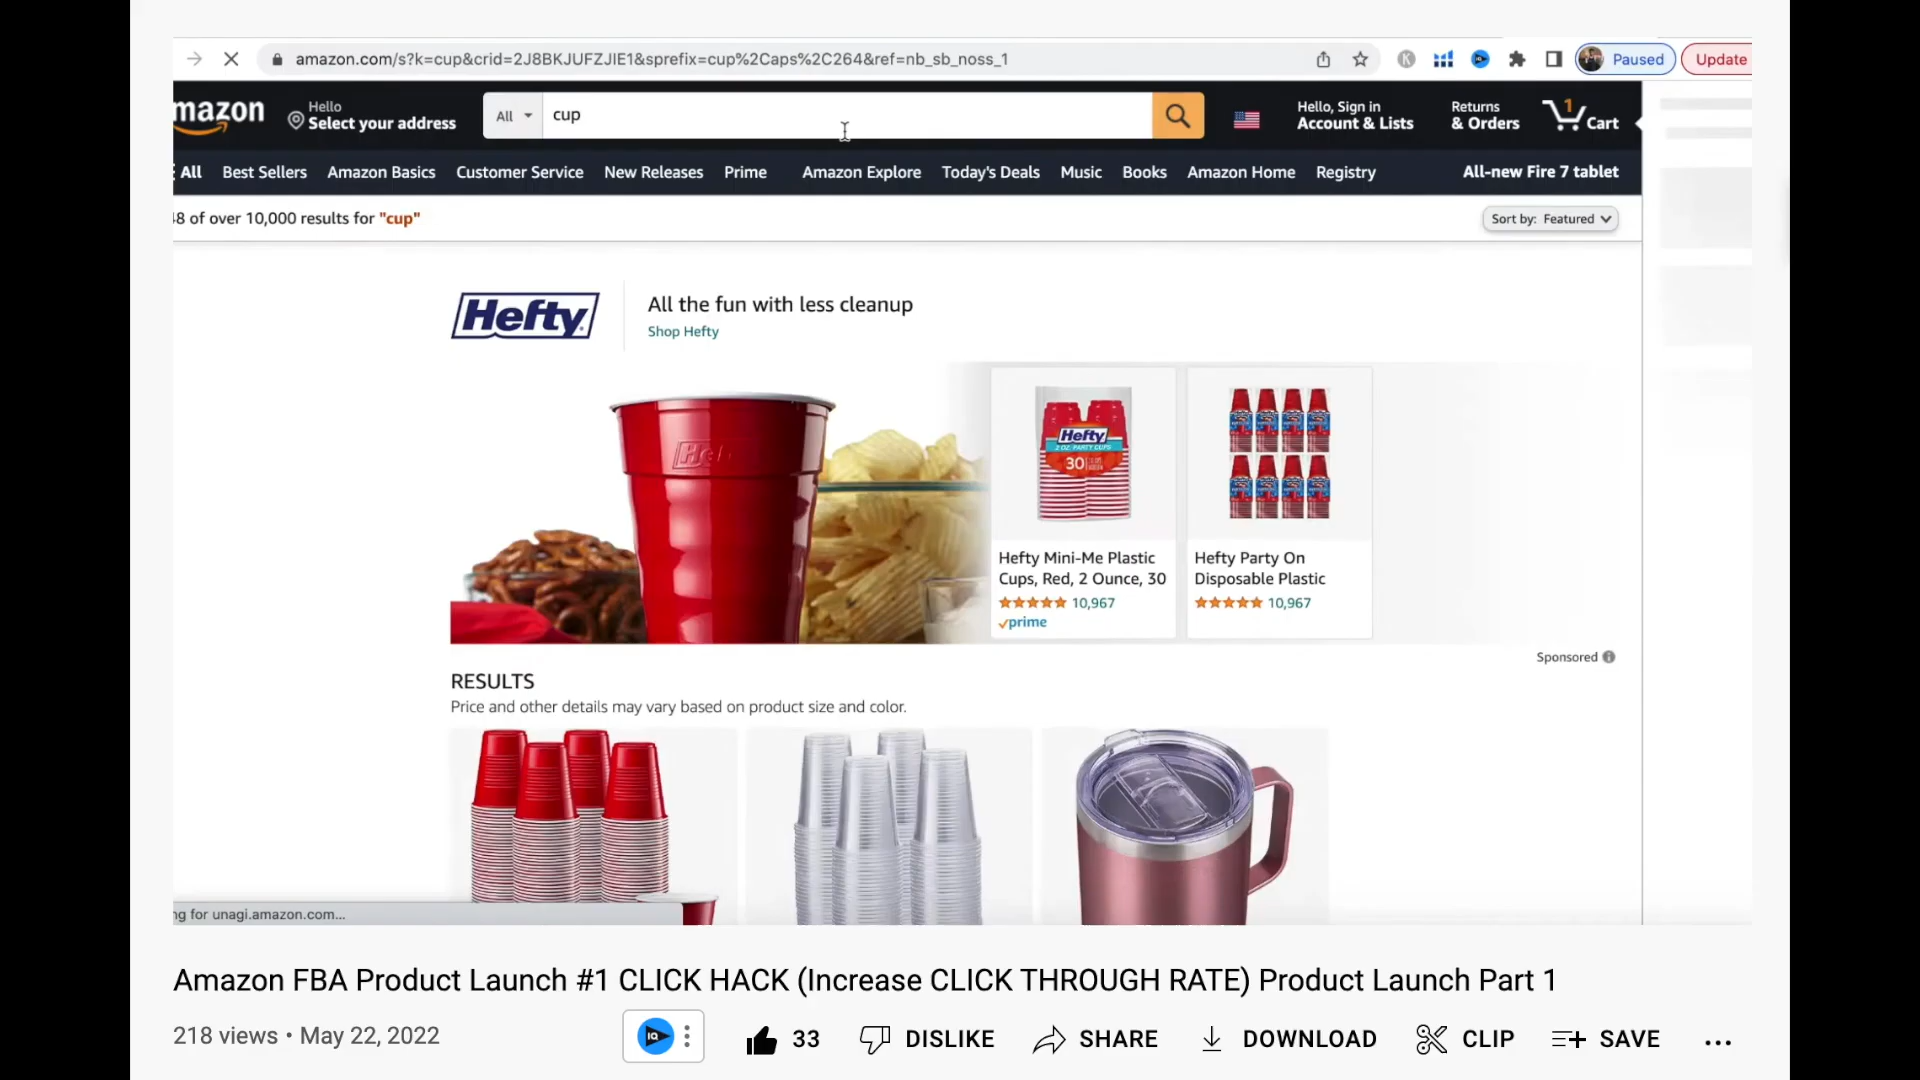 amazon.com/s?k=cup&crid=2J8BKJUFZJIE1&sprefix=cup%2Caps%2C264&ref=nb_sb_noss_1
Paused
Update
mazon
Hello
Select your address
All
cup
Hello, Sign in
Account & Lists
Returns
& Orders
1
Cart
All
Best Sellers
Amazon Basics
Customer Service
New Releases
Prime
Amazon Explore
Today's Deals
Music
Books
Amazon Home
Registry
All-new Fire 7 tablet
48 of over 10,000 results for "cup"
Sort by: Featured
Hefty
All the fun with less cleanup
Shop Hefty
Hefty
2 OZ. PARTY CUPS
30
Hefty Mini-Me Plastic
Cups, Red, 2 Ounce, 30
10,967
prime
Hefty Party On
Disposable Plastic
10,967
Sponsored
RESULTS
Price and other details may vary based on product size and color.
ng for unagi.amazon.com...
Amazon FBA Product Launch #1 CLICK HACK (Increase CLICK THROUGH RATE) Product Launch Part 1
218 views • May 22, 2022
IQ
33
DISLIKE
SHARE
DOWNLOAD
CLIP
SAVE